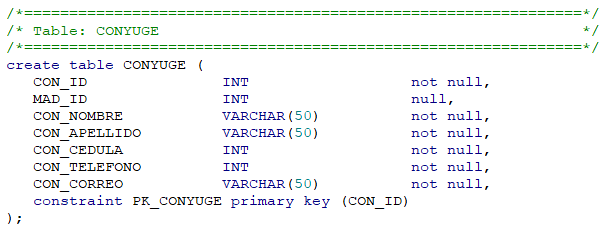 /*==============================================================*/
/* Table: CONYUGE                                               */
/*==============================================================*/
create table CONYUGE (
   CON_ID               INT                  not null,
   MAD_ID               INT                  null,
   CON_NOMBRE           VARCHAR(50)          not null,
   CON_APELLIDO         VARCHAR(50)          not null,
   CON_CEDULA           INT                  not null,
   CON_TELEFONO         INT                  not null,
   CON_CORREO           VARCHAR(50)          not null,
   constraint PK_CONYUGE primary key (CON_ID)
);